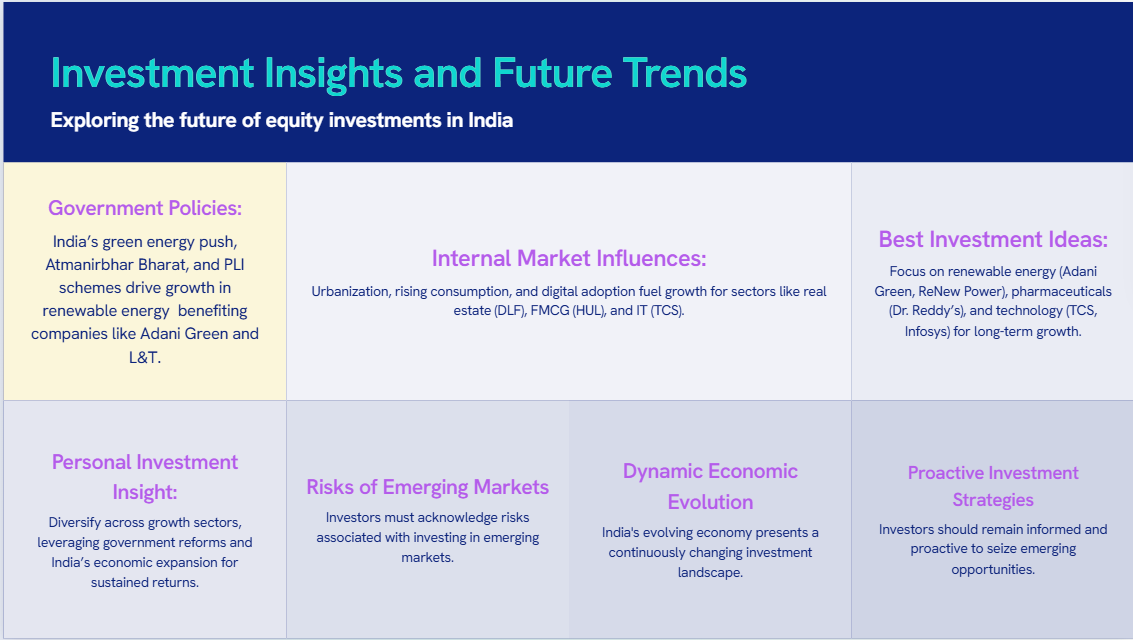 Investment Insights and Future Trends
Exploring the future of equity investments in India
Government Policies:
India’s green energy push,
Atmanirbhar Bharat, and PLI
schemes drive growth in
renewable energy  benefiting
companies like Adani Green and
L&T.
Internal Market Influences:
Urbanization, rising consumption, and digital adoption fuel growth for sectors like real
estate (DLF), FMCG (HUL), and IT (TCS).
Best Investment Ideas:
Focus on renewable energy (Adani
Green, ReNew Power), pharmaceuticals
(Dr. Reddy’s), and technology (TCS,
Infosys) for long-term growth.
Personal Investment
Insight:
Diversify across growth sectors,
leveraging government reforms and
India’s economic expansion for
sustained returns.
Risks of Emerging Markets
Investors must acknowledge risks
associated with investing in emerging
markets.
Dynamic Economic
Evolution
India's evolving economy presents a
continuously changing investment
landscape.
Proactive Investment
Strategies
Investors should remain informed and
proactive to seize emerging
opportunities.